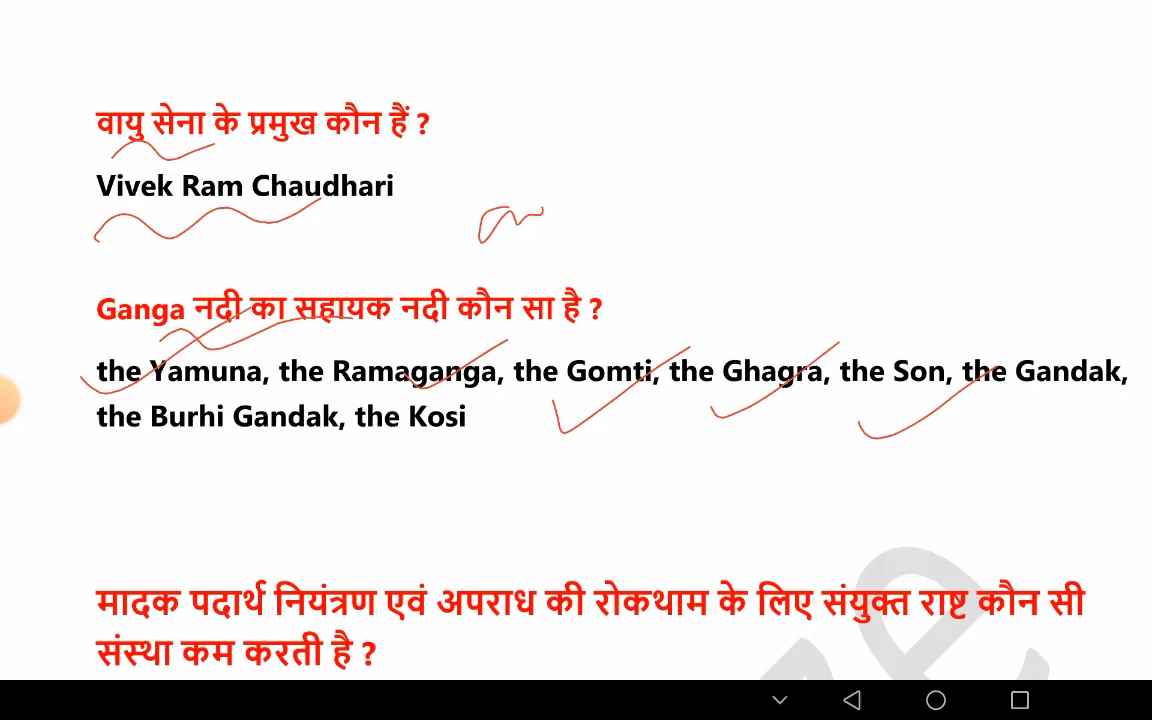 वायु सेना के प्रमुख कौन हैं ?
Vivek Ram Chaudhari
Ganga नदी का सहायक नदी कौन सा है ?
the Yamuna, the Ramaganga, the Gomti, the Ghagra, the Son, the Gandak,
the Burhi Gandak, the Kosi
मादक पदार्थ नियंत्रण एवं अपराध की रोकथाम के लिए संयुक्त राष्ट कौन सी
संस्था कम करती है ?